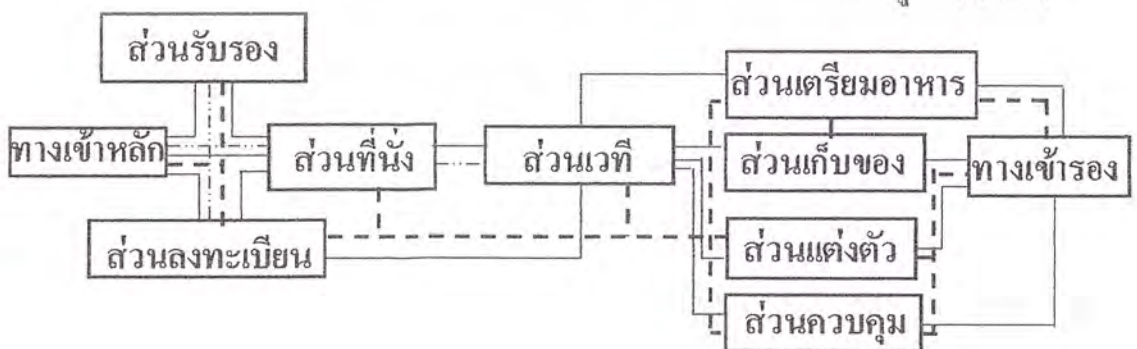 ส่วนรับรอง
ส่วนเตรียมอาหาร
ทางเข้าหลัก
ส่วนที่นั่ง
ส่วนเวที
ส่วนเก็บของ
ทางเข้ารอง
ส่วนลงทะเบียน
ส่วนแต่งตัว
ส่วนควบคุม